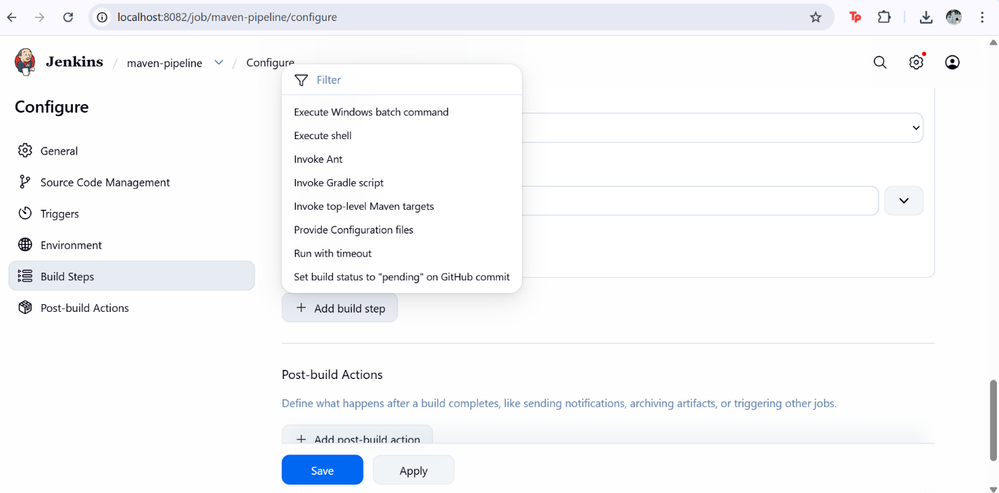 localhost:8082/job/maven-pipeline/configure
Tp
Jenkins / maven-pipeline / Configure
Configure
General
Source Code Management
Triggers
Environment
Build Steps
Post-build Actions
Filter
Execute Windows batch command
Execute shell
Invoke Ant
Invoke Gradle script
Invoke top-level Maven targets
Provide Configuration files
Run with timeout
Set build status to "pending" on GitHub commit
+ Add build step
Post-build Actions
Define what happens after a build completes, like sending notifications, archiving artifacts, or triggering other jobs.
+ Add post-build action
Save
Apply